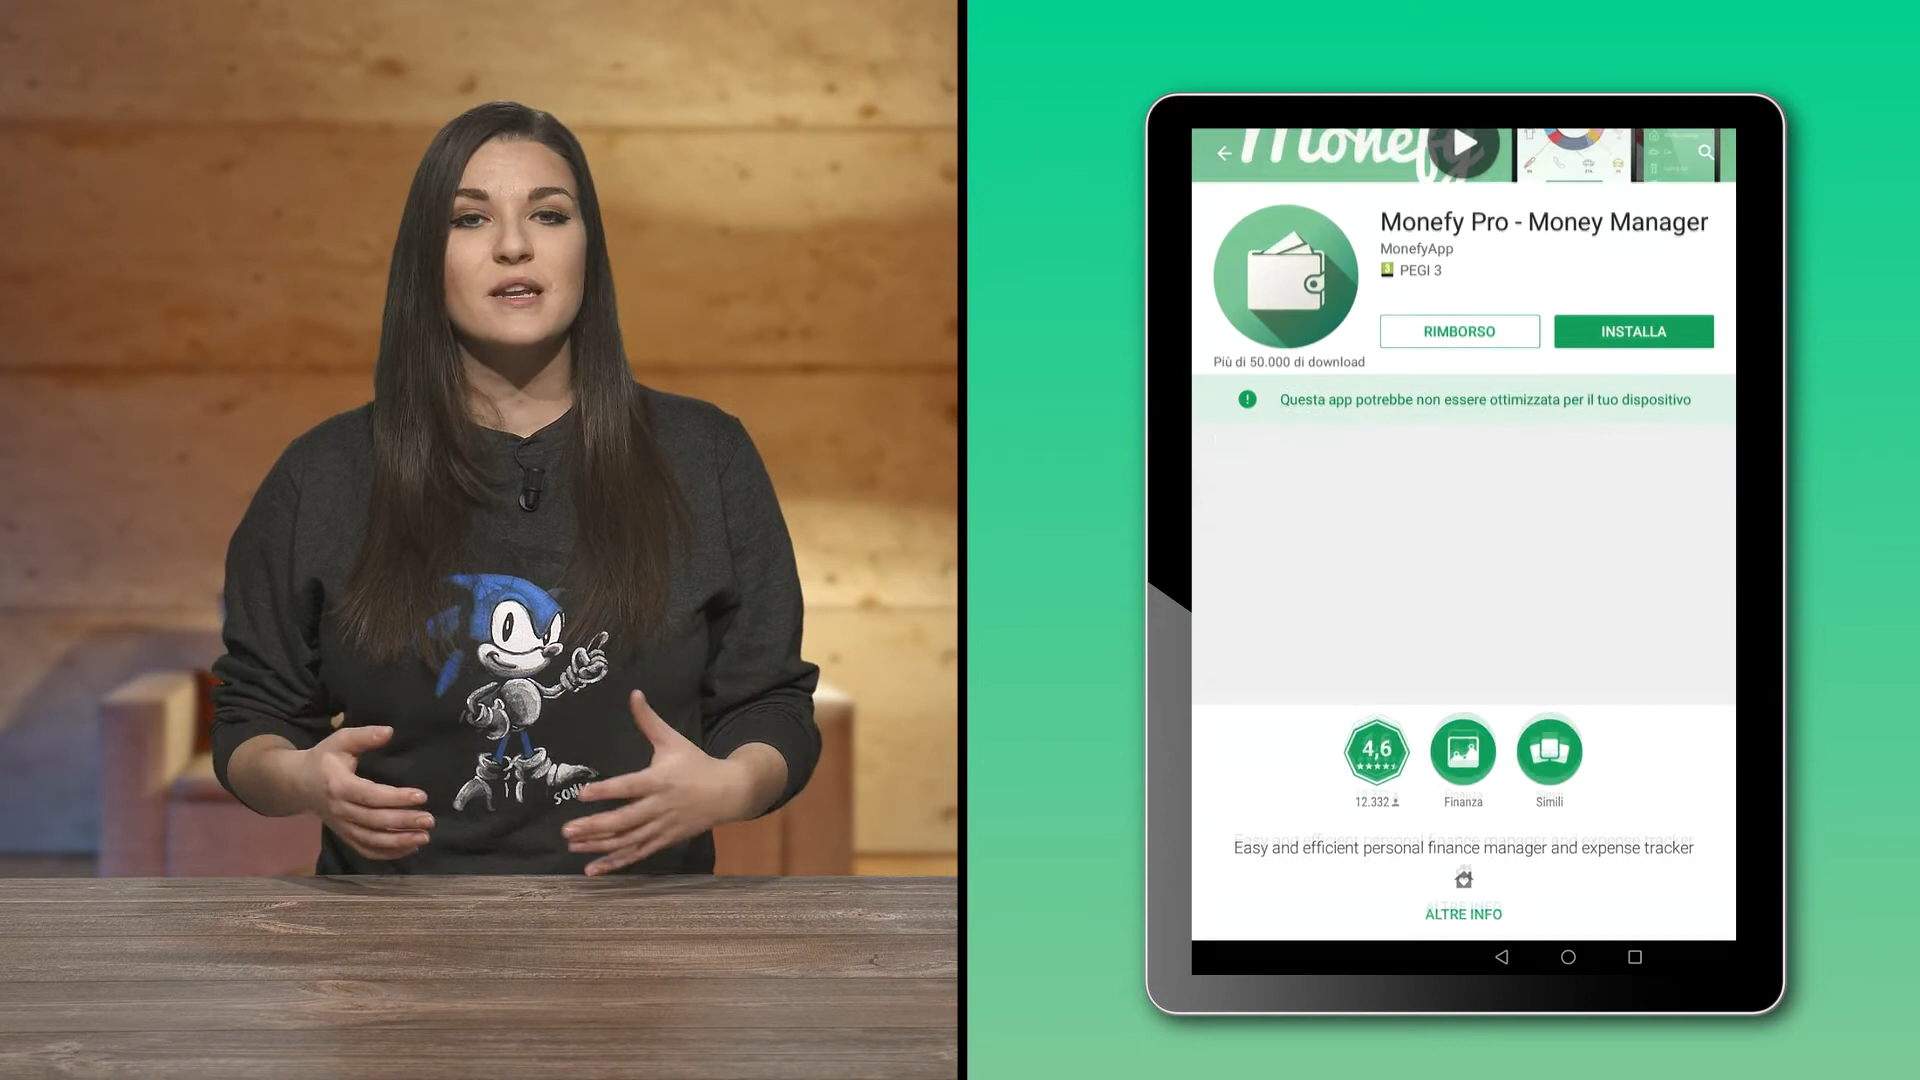 Monefy
Monefy Pro - Money Manager
MonefyApp
3 PEGI 3
RIMBORSO
INSTALLA
Più di 50.000 di download
Questa app potrebbe non essere ottimizzata per il tuo dispositivo
4,6
12.332
Finanza
Simili
Easy and efficient personal finance manager and expense tracker
ALTRE INFO